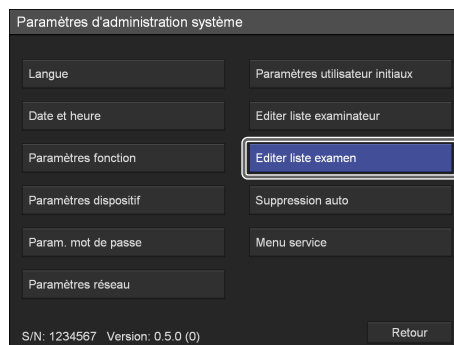 Paramètres d'administration système
Langue
Paramètres utilisateur initiaux
Date et heure
Editer liste examinateur
Paramètres fonction
Editer liste examen
Paramètres dispositif
Suppression auto
Param. mot de passe
Menu service
Paramètres réseau
S/N: 1234567 Version: 0.5.0 (0)
Retour